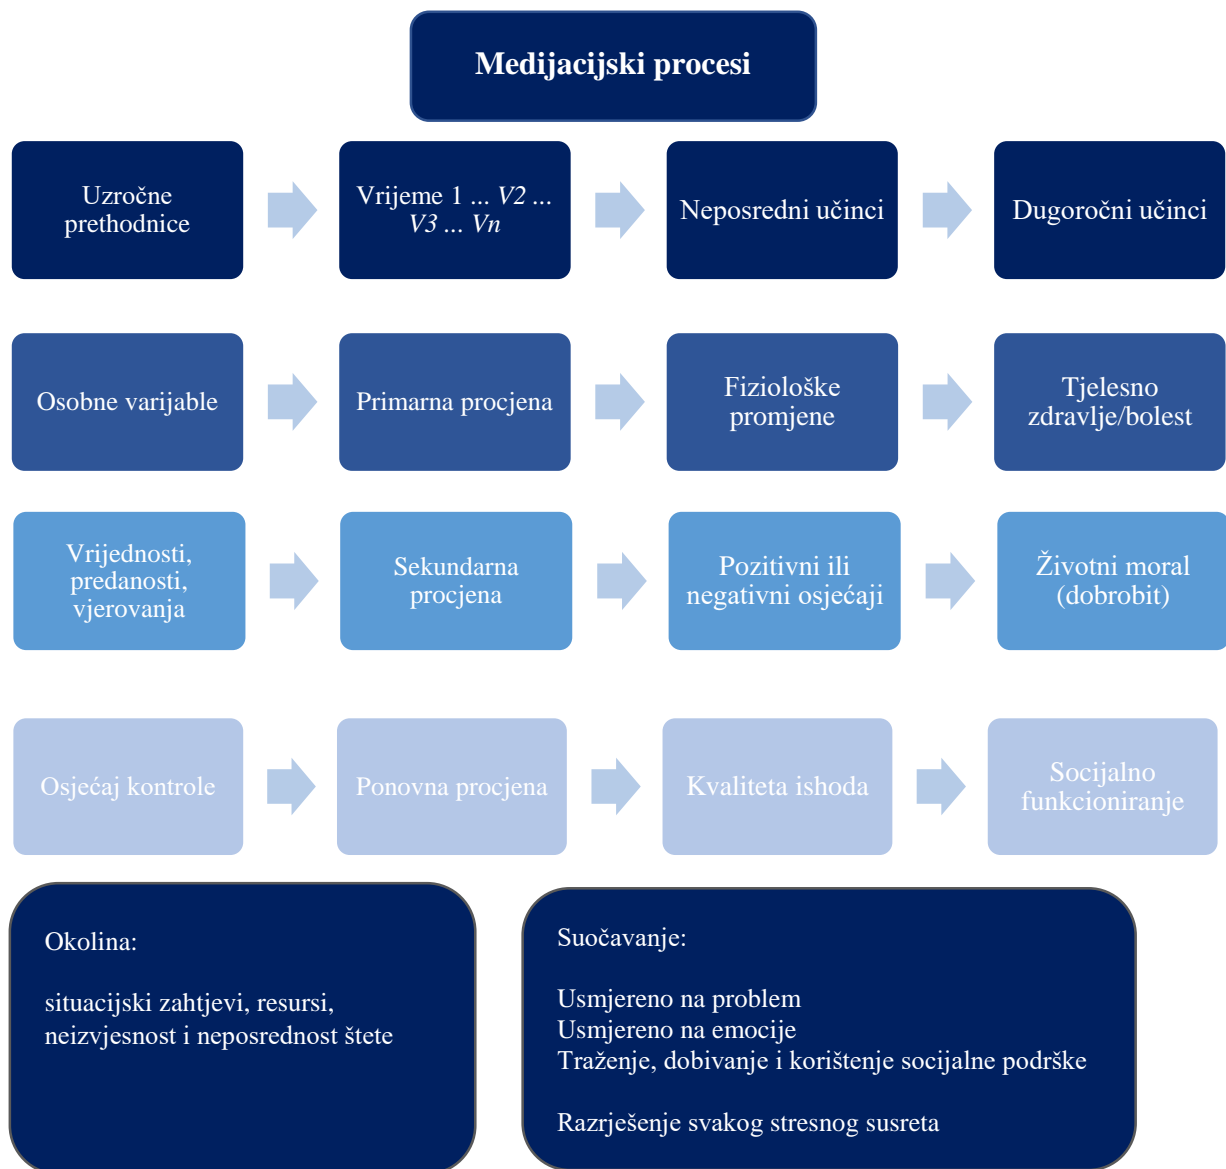 Medijacijski procesi
Uzročne
prethodnice
Vrijeme 1 ... V2 ...
V3 ... Vn
Neposredni učinci
Dugoročni učinci
Osobne varijable
Primarna procjena
Fiziološke
promjene
Tjelesno
zdravlje/bolest
Vrijednosti,
predanosti,
vjerovanja
Sekundarna
procjena
Pozitivni ili
negativni osjećaji
Životni moral
(dobrobit)
Osjećaj kontrole
Ponovna procjena
Kvaliteta ishoda
Socijalno
funkcioniranje
Okolina:
situacijski zahtjevi, resursi,
neizvjesnost i neposrednost štete
Suočavanje:
Usmjereno na problem
Usmjereno na emocije
Traženje, dobivanje i korištenje socijalne podrške
Razrješenje svakog stresnog susreta